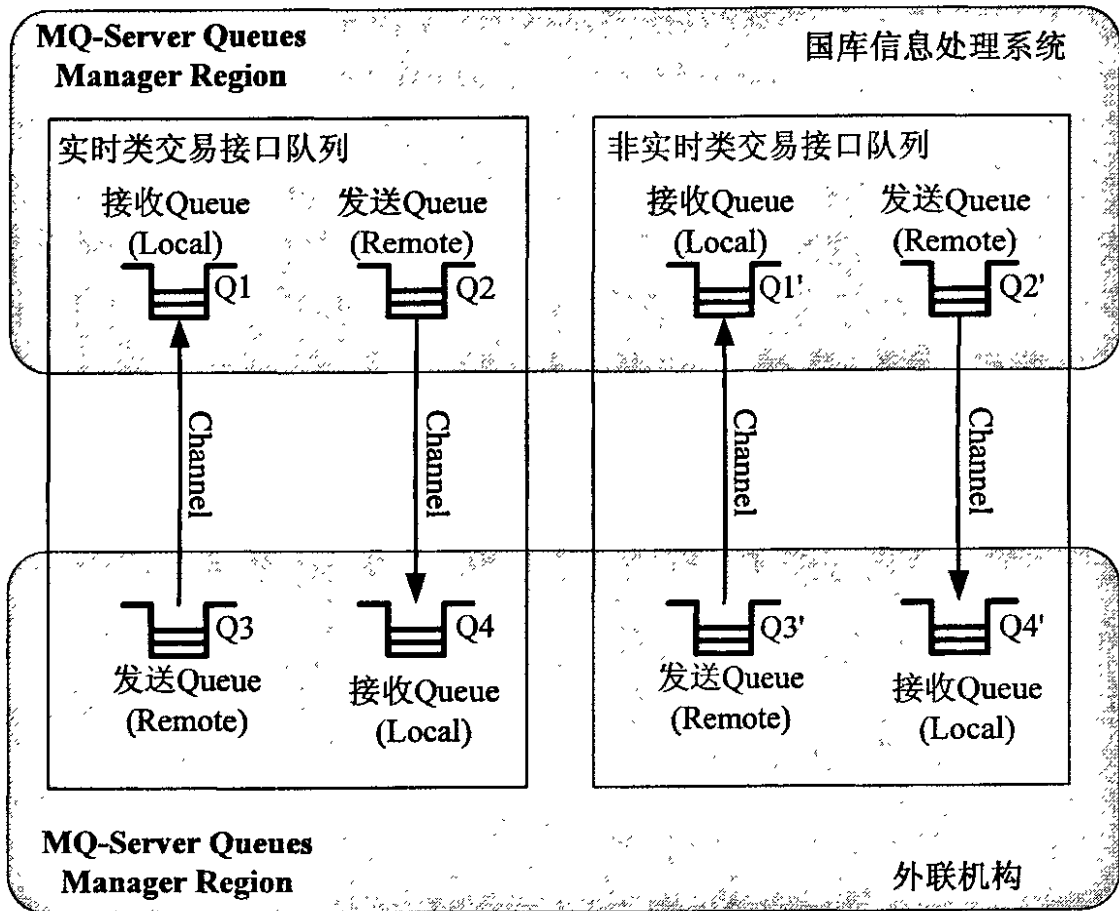 MQ-Server Queues
Manager Region
国库信息处理系统
实时类交易接口队列
接收Queue
(Local)
发送Queue
(Remote)
Q1
Q2
非实时类交易接口队列
接收Queue
(Local)
发送Queue
(Remote)
Q1'
Q2'
Channel
Channel
Channel
Channel
Q3
发送Queue
(Remote)
Q4
接收Queue
(Local)
Q3'
发送Queue
(Remote)
Q4'
接收Queue
(Local)
MQ-Server Queues
Manager Region
外联机构